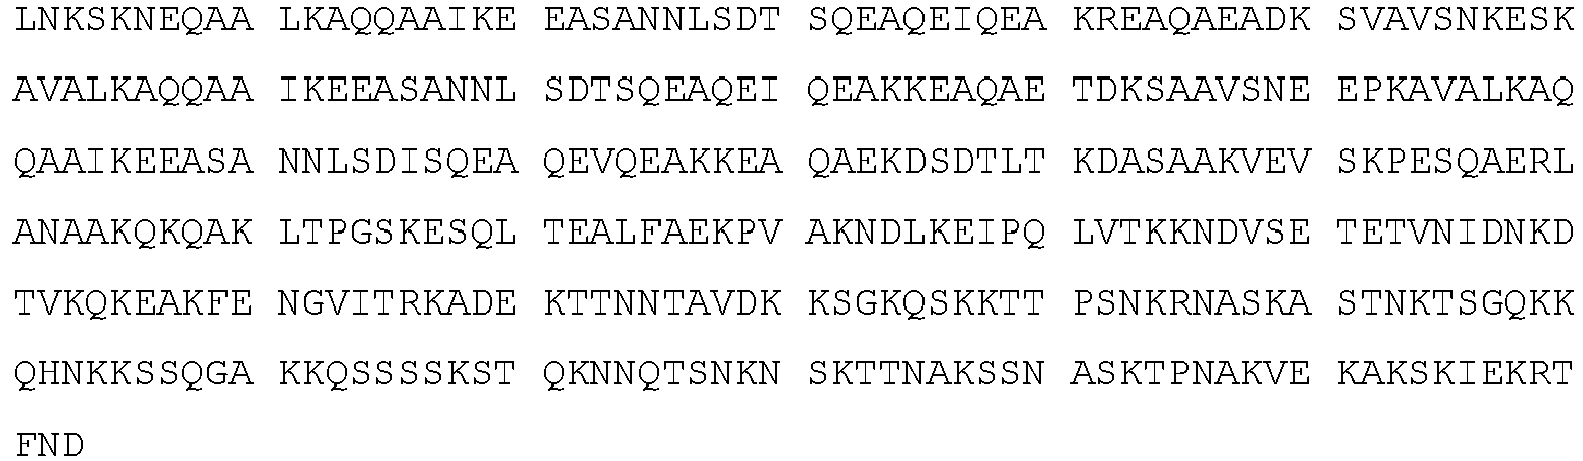 LNKSKNEQAA LKAQQAAIKE EASANNLSDT SQEAQEIQEA KREAQAEADK SVAVSNKESK
AVALKAQQAA IKEEASANNL SDTSQEAQEI QEAKKEAQAE TDKSAAVSNE EPKAVALKAQ
QAAIKEEASA NNLSDISQEA QEVQEAKKEA QAEKDSDTLT KDASAAKVEV SKPESQAERL
ANAAKQKQAK LTPGSKESQL TEALFAEKPV AKNDLKEIPQ LVTKKNDVSE TETVNIDNKD
TVKQKEAKFE NGVITRKADE KTTNNTAVDK KSGKQSKKTT PSNKRNASKA STNKTSGQKK
QHNKKSSQGA KKQSSSSKST QKNNQTSNKN SKTTNAKSSN ASKTPNAKVE KAKSKIEKRT
FND